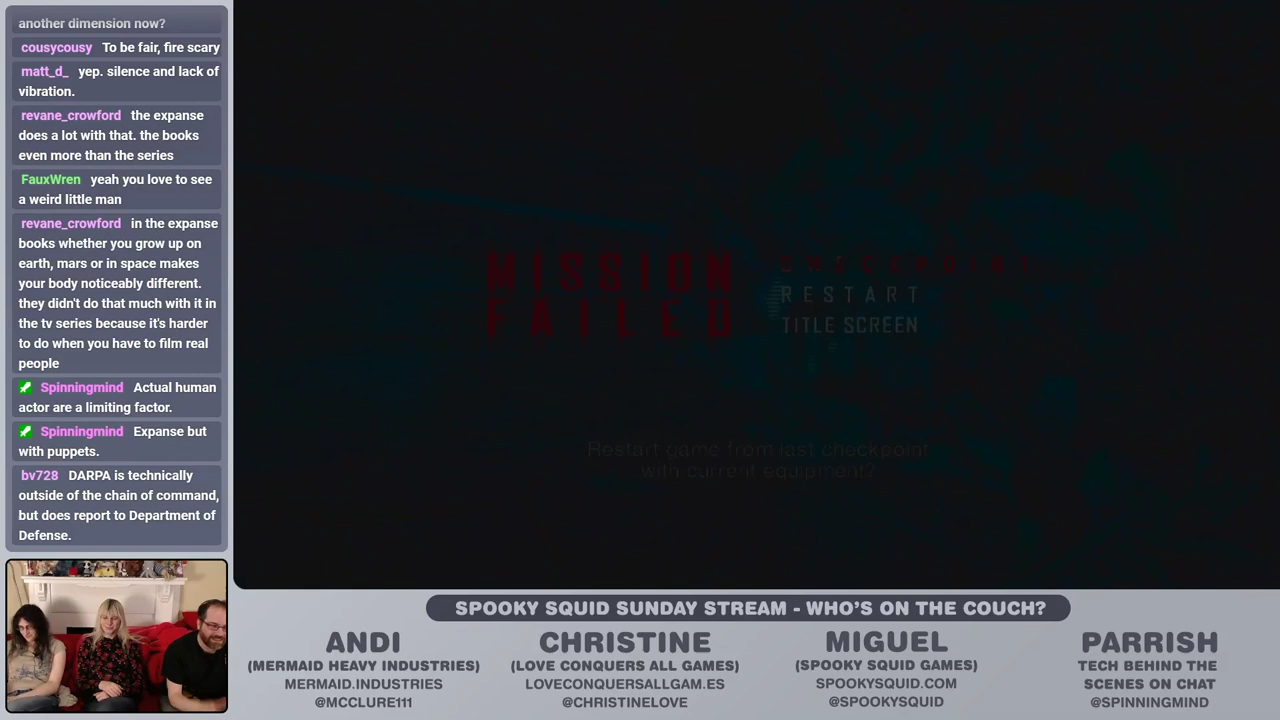 another dimension now?
cousycousy To be fair, fire scary
matt_d_ yep. silence and lack of
vibration.
revane_crowford the expanse
does a lot with that. the books
even more than the series
FauxWren yeah you love to see
a weird little man
revane_crowford in the expanse
books whether you grow up on
earth, mars or in space makes
your body noticeably different.
they didn't do that much with it in
the tv series because it's harder
to do when you have to film real
people
Spinningmind Actual human
actor are a limiting factor.
Spinningmind Expanse but
with puppets.
bv728 DARPA is technically
outside of the chain of command,
but does report to Department of
Defense.
MISSION
FAILED
CHECKPOINT
RESTART
TITLE SCREEN
Restart game from last checkpoint
with current equipment?
SPOOKY SQUID SUNDAY STREAM - WHO'S ON THE COUCH?
ANDI
(MERMAID HEAVY INDUSTRIES)
MERMAID.INDUSTRIES
@MCCLURE111
CHRISTINE
(LOVE CONQUERS ALL GAMES)
LOVECONQUERSALLGAM.ES
@CHRISTINELOVE
MIGUEL
(SPOOKY SQUID GAMES)
SPOOKYSQUID.COM
@SPOOKYSQUID
PARRISH
TECH BEHIND THE
SCENES ON CHAT
@SPINNINGMIND